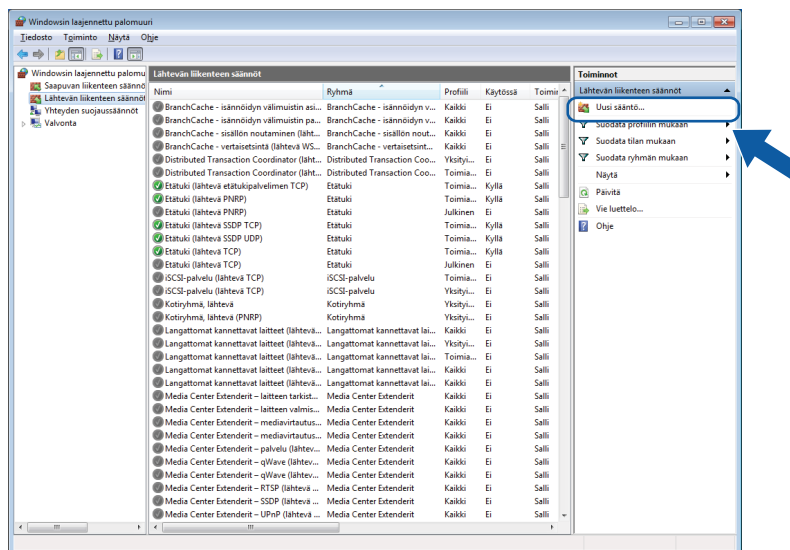 Windowsin laajennettu palomuuri
Tiedosto Toiminto Näytä Ohje
Windowsin laajennettu palomu
Saapuvan liikenteen säännö
Lähtevän liikenteen säännöt
Yhteyden suojaussäännöt
Valvonta
Lähtevän liikenteen säännöt
Nimi Ryhmä Profiili Käytössä Toimir
BranchCache - isännöidyn välimuistin asi... BranchCache - isännöidyn v... Kaikki Ei Salli
BranchCache - isännöidyn välimuistin pa... BranchCache - isännöidyn v... Kaikki Ei Salli
BranchCache - sisällön noutaminen (läht... BranchCache - sisällön nout... Kaikki Ei Salli
BranchCache - vertaisetsintä (lähtevä WS... BranchCache - vertaisetsint... Kaikki Ei Salli
Distributed Transaction Coordinator (läht... Distributed Transaction Coo... Yksityi... Ei Salli
Distributed Transaction Coordinator (läht... Distributed Transaction Coo... Toimia... Ei Salli
Etätuki (lähtevä etätukipalvelimen TCP) Etätuki Toimia... Kyllä Salli
Etätuki (lähtevä PNRP) Etätuki Toimia... Kyllä Salli
Etätuki (lähtevä PNRP) Etätuki Julkinen Ei Salli
Etätuki (lähtevä SSDP TCP) Etätuki Toimia... Kyllä Salli
Etätuki (lähtevä SSDP UDP) Etätuki Toimia... Kyllä Salli
Etätuki (lähtevä TCP) Etätuki Toimia... Kyllä Salli
Etätuki (lähtevä TCP) Etätuki Julkinen Ei Salli
iSCSI-palvelu (lähtevä TCP) iSCSI-palvelu Toimia... Ei Salli
iSCSI-palvelu (lähtevä TCP) iSCSI-palvelu Yksityi... Ei Salli
Kotiryhmä, lähtevä Kotiryhmä Yksityi... Ei Salli
Kotiryhmä, lähtevä (PNRP) Kotiryhmä Yksityi... Ei Salli
Langattomat kannettavat laitteet (lähtevä... Langattomat kannettavat lai... Kaikki Ei Salli
Langattomat kannettavat laitteet (lähtevä... Langattomat kannettavat lai... Yksityi... Ei Salli
Langattomat kannettavat laitteet (lähtevä... Langattomat kannettavat lai... Toimia... Ei Salli
Langattomat kannettavat laitteet (lähtevä... Langattomat kannettavat lai... Kaikki Ei Salli
Langattomat kannettavat laitteet (lähtevä... Langattomat kannettavat lai... Kaikki Ei Salli
Media Center Extenderit – laitteen tarkist... Media Center Extenderit Kaikki Ei Salli
Media Center Extenderit – laitteen valmis... Media Center Extenderit Kaikki Ei Salli
Media Center Extenderit – mediavirtautus... Media Center Extenderit Kaikki Ei Salli
Media Center Extenderit – mediavirtautus... Media Center Extenderit Kaikki Ei Salli
Media Center Extenderit – palvelu (lähtev... Media Center Extenderit Kaikki Ei Salli
Media Center Extenderit – qWave (lähtev... Media Center Extenderit Kaikki Ei Salli
Media Center Extenderit – qWave (lähtev... Media Center Extenderit Kaikki Ei Salli
Media Center Extenderit – RTSP (lähtevä ... Media Center Extenderit Kaikki Ei Salli
Media Center Extenderit – SSDP (lähtevä ... Media Center Extenderit Kaikki Ei Salli
Media Center Extenderit – UPnP (lähtevä ... Media Center Extenderit Kaikki Ei Salli
Toiminnot
Lähtevän liikenteen säännöt
Uusi sääntö...
Suodata profiilin mukaan
Suodata tilan mukaan
Suodata ryhmän mukaan
Näytä
Päivitä
Vie luettelo...
Ohje